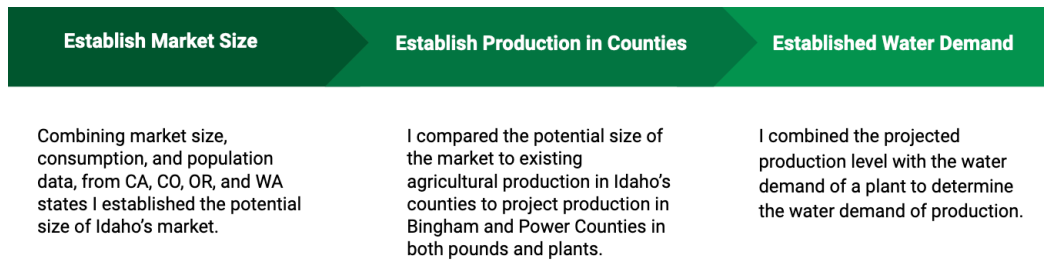 Establish Market Size
Establish Production in Counties
Established Water Demand
Combining market size,
consumption, and population
data, from CA, CO, OR, and WA
states I established the potential
size of Idaho's market.
I compared the potential size of
the market to existing
agricultural production in Idaho's
counties to project production in
Bingham and Power Counties in
both pounds and plants.
I combined the projected
production level with the water
demand of a plant to determine
the water demand of production.